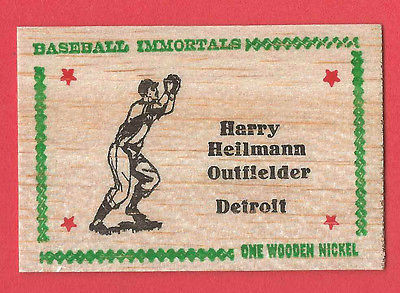 BASEBALL IMMORTALS
Harry
Heilmann
Outfielder
Detroit
ONE WOODEN NICKEL